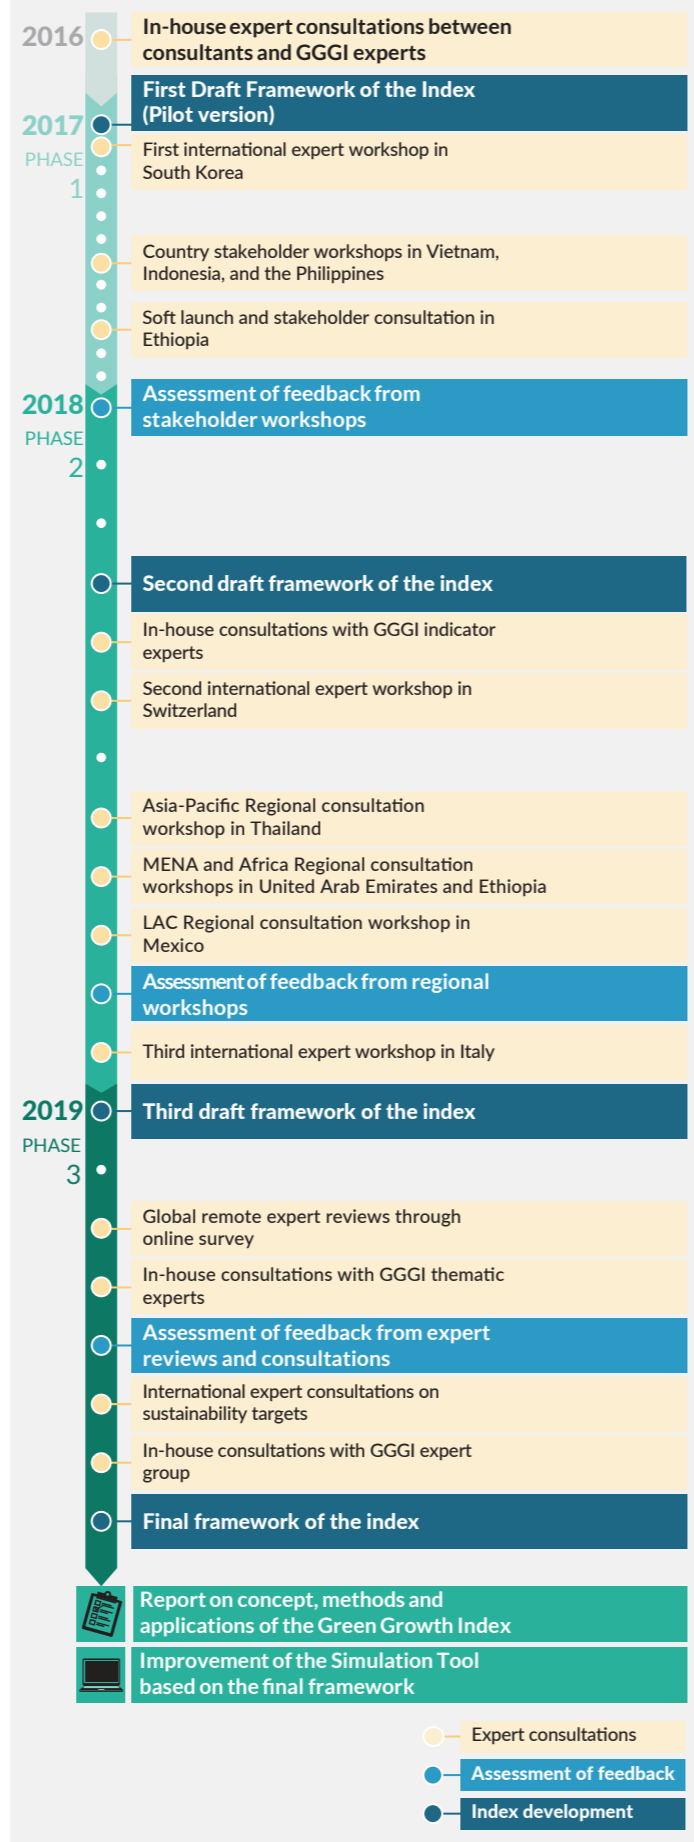 2016
In-house expert consultations between
consultants and GGGI experts
First Draft Framework of the Index
(Pilot version)
2017
PHASE
1
First international expert workshop in
South Korea
Country stakeholder workshops in Vietnam,
Indonesia, and the Philippines
Soft launch and stakeholder consultation in
Ethiopia
2018
PHASE
2
Assessment of feedback from
stakeholder workshops
Second draft framework of the index
In-house consultations with GGGI indicator
experts
Second international expert workshop in
Switzerland
Asia-Pacific Regional consultation
workshop in Thailand
MENA and Africa Regional consultation
workshops in United Arab Emirates and Ethiopia
LAC Regional consultation workshop in
Mexico
Assessment of feedback from regional
workshops
Third international expert workshop in Italy
2019
PHASE
3
Third draft framework of the index
Global remote expert reviews through
online survey
In-house consultations with GGGI thematic
experts
Assessment of feedback from expert
reviews and consultations
International expert consultations on
sustainability targets
In-house consultations with GGGI expert
group
Final framework of the index
Report on concept, methods and
applications of the Green Growth Index
Improvement of the Simulation Tool
based on the final framework
Expert consultations
Assessment of feedback
Index development